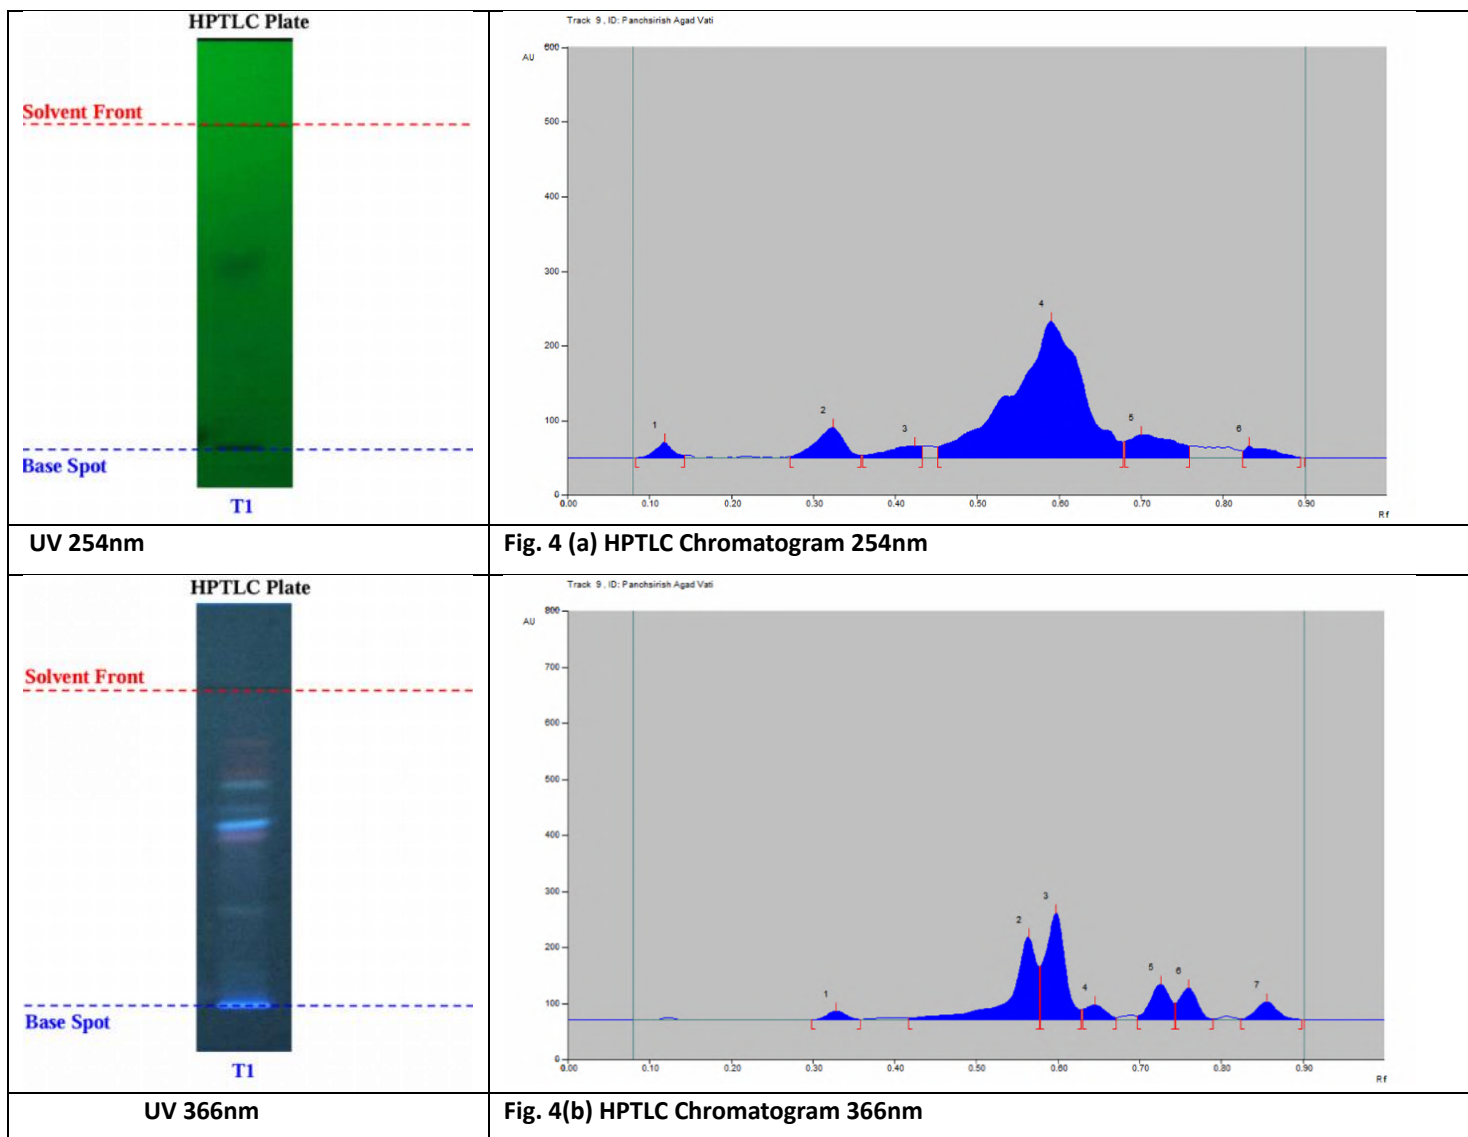 HPTLC Plate
Solvent Front
Base Spot
T1
Track 9 , ID: Panchsirish Agad Vati
AU
600
500
400
300
200
100
0
1
2
3
4
5
6
0.00 0.10 0.20 0.30 0.40 0.50 0.60 0.70 0.80 0.90
Rf
UV 254nm
Fig. 4 (a) HPTLC Chromatogram 254nm
HPTLC Plate
Solvent Front
Base Spot
T1
Track 9 , ID: Panchsirish Agad Vati
AU
800
700
600
500
400
300
200
100
0
1
2
3
4
5
6
7
0.00 0.10 0.20 0.30 0.40 0.50 0.60 0.70 0.80 0.90
Rf
UV 366nm
Fig. 4(b) HPTLC Chromatogram 366nm